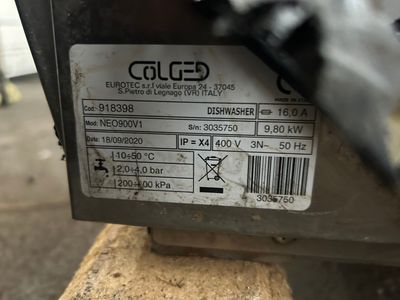 COLGED
EUROTEC s.r.l viale Europa 24 - 37045
S.Pietro di Legnago (VR) ITALY
Cod: 918398 DISHWASHER 16,0 A
Mod: NEO900V1 S/n: 3035750 9,80 kW
Date: 18/09/2020 IP = X4 400 V 3N~ 50 Hz
10÷50 °C
2,0÷4,0 bar
kPa
3035750